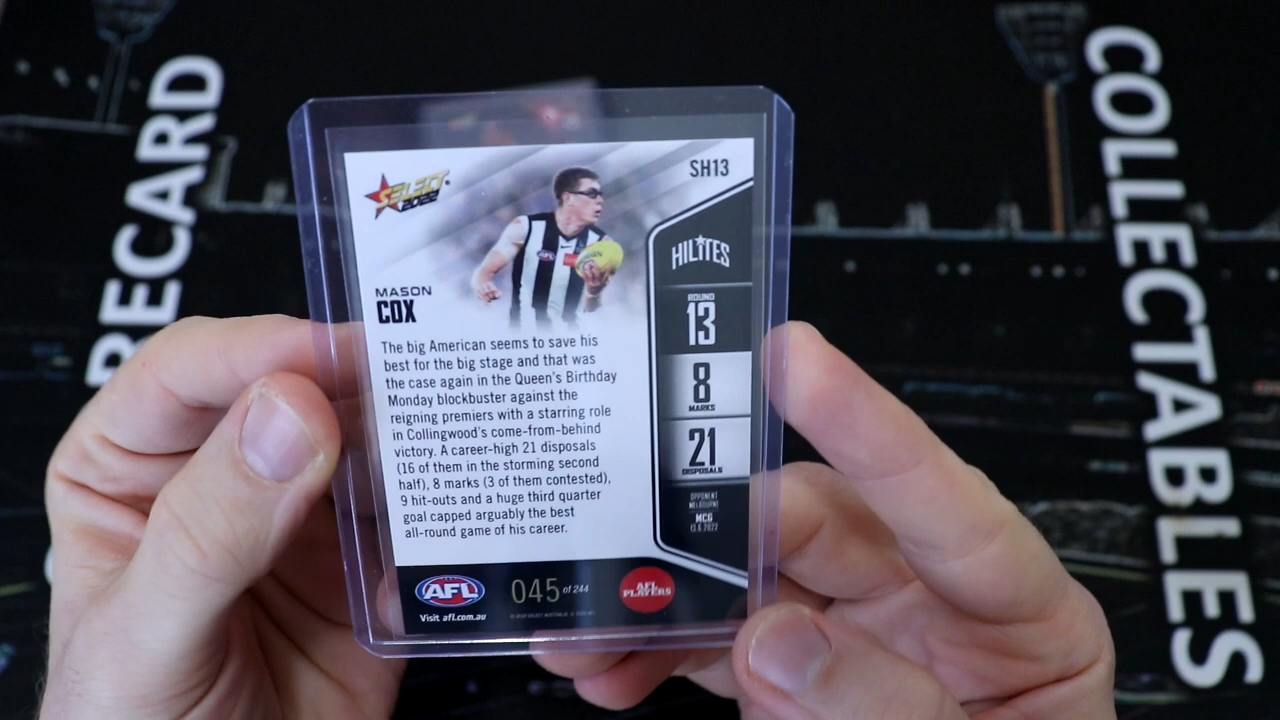 RECARD
COLLECTABLES
SELECT
2022
SH13
HILITES
MASON
COX
ROUND
13
8
MARKS
21
DISPOSALS
OPPONENT
MELBOURNE
MCG
13.6.2022
The big American seems to save his
best for the big stage and that was
the case again in the Queen's Birthday
Monday blockbuster against the
reigning premiers with a starring role
in Collingwood's come-from-behind
victory. A career-high 21 disposals
(16 of them in the storming second
half), 8 marks (3 of them contested),
9 hit-outs and a huge third quarter
goal capped arguably the best
all-round game of his career.
AFL
Visit afl.com.au
045 of 244
AFL
PLAYERS